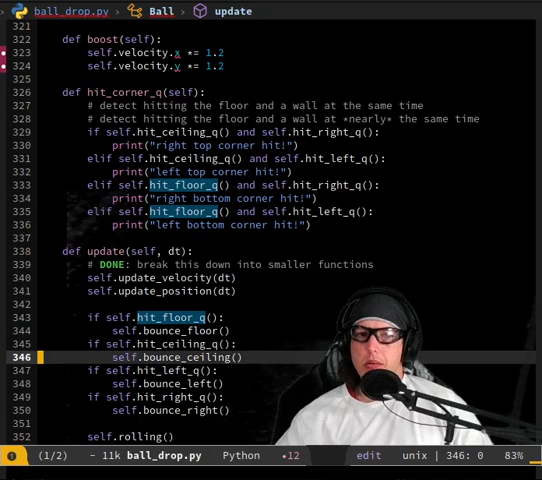 ball_drop.py › Ball › update
321
322 def boost(self):
323 self.velocity.x *= 1.2
324 self.velocity.y *= 1.2
325
326 def hit_corner_q(self):
327 # detect hitting the floor and a wall at the same time
328 # detect hitting the floor and a wall at *nearly* the same time
329 if self.hit_ceiling_q() and self.hit_right_q():
330 print("right top corner hit!")
331 elif self.hit_ceiling_q() and self.hit_left_q():
332 print("left top corner hit!")
333 elif self.hit_floor_q() and self.hit_right_q():
334 print("right bottom corner hit!")
335 elif self.hit_floor_q() and self.hit_left_q():
336 print("left bottom corner hit!")
337
338 def update(self, dt):
339 # DONE: break this down into smaller functions
340 self.update_velocity(dt)
341 self.update_position(dt)
342
343 if self.hit_floor_q():
344 self.bounce_floor()
345 if self.hit_ceiling_q():
346 self.bounce_ceiling()
347 if self.hit_left_q():
348 self.bounce_left()
349 if self.hit_right_q():
350 self.bounce_right()
351
352 self.rolling()
(1/2) - 11k ball_drop.py Python •12 edit unix | 346: 0 83%